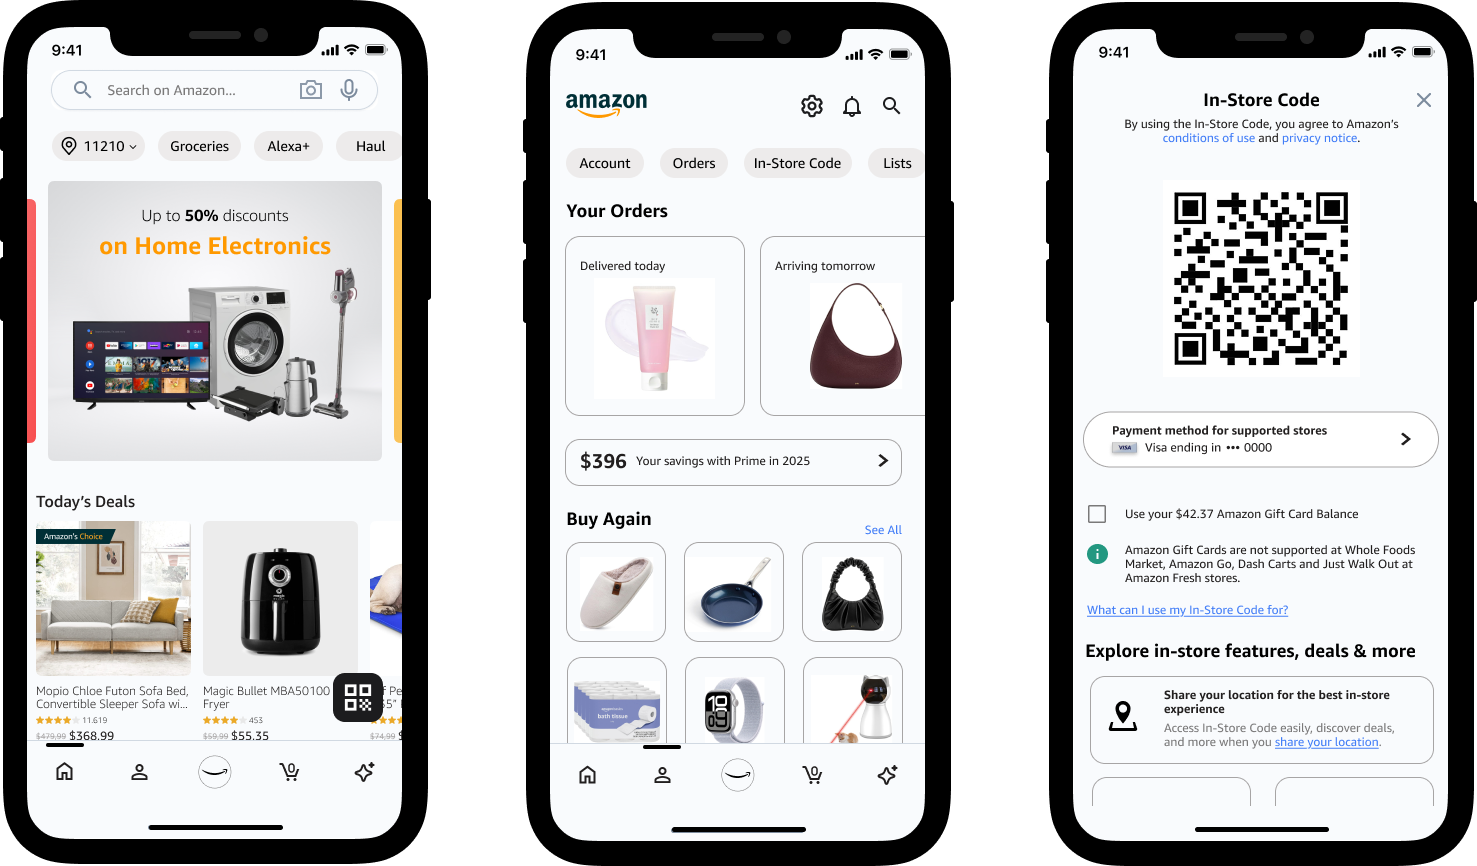 9:41
Search on Amazon...
11210
Groceries
Alexa+
Haul
Up to 50% discounts
on Home Electronics
Today's Deals
Amazon's Choice
Mopio Chloe Futon Sofa Bed,
Convertible Sleeper Sofa wi...
11.619
$479,99 $368.99
Magic Bullet MBA50100
Fryer
453
$59,99 $55.35
$74,99
0
9:41
amazon
Account
Orders
In-Store Code
Lists
Your Orders
Delivered today
Arriving tomorrow
$396 Your savings with Prime in 2025
Buy Again
See All
bath tissue
0
9:41
In-Store Code
By using the In-Store Code, you agree to Amazon's
conditions of use and privacy notice.
Payment method for supported stores
VISA Visa ending in ••• 0000
Use your $42.37 Amazon Gift Card Balance
Amazon Gift Cards are not supported at Whole Foods
Market, Amazon Go, Dash Carts and Just Walk Out at
Amazon Fresh stores.
What can I use my In-Store Code for?
Explore in-store features, deals & more
Share your location for the best in-store
experience
Access In-Store Code easily, discover deals,
and more when you share your location.